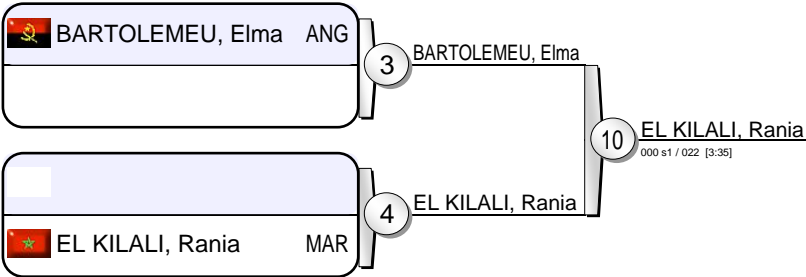 BARTOLEMEU, Elma ANG
3
BARTOLEMEU, Elma
10
EL KILALI, Rania
000 s1 / 022 [3:35]
4
EL KILALI, Rania
EL KILALI, Rania MAR